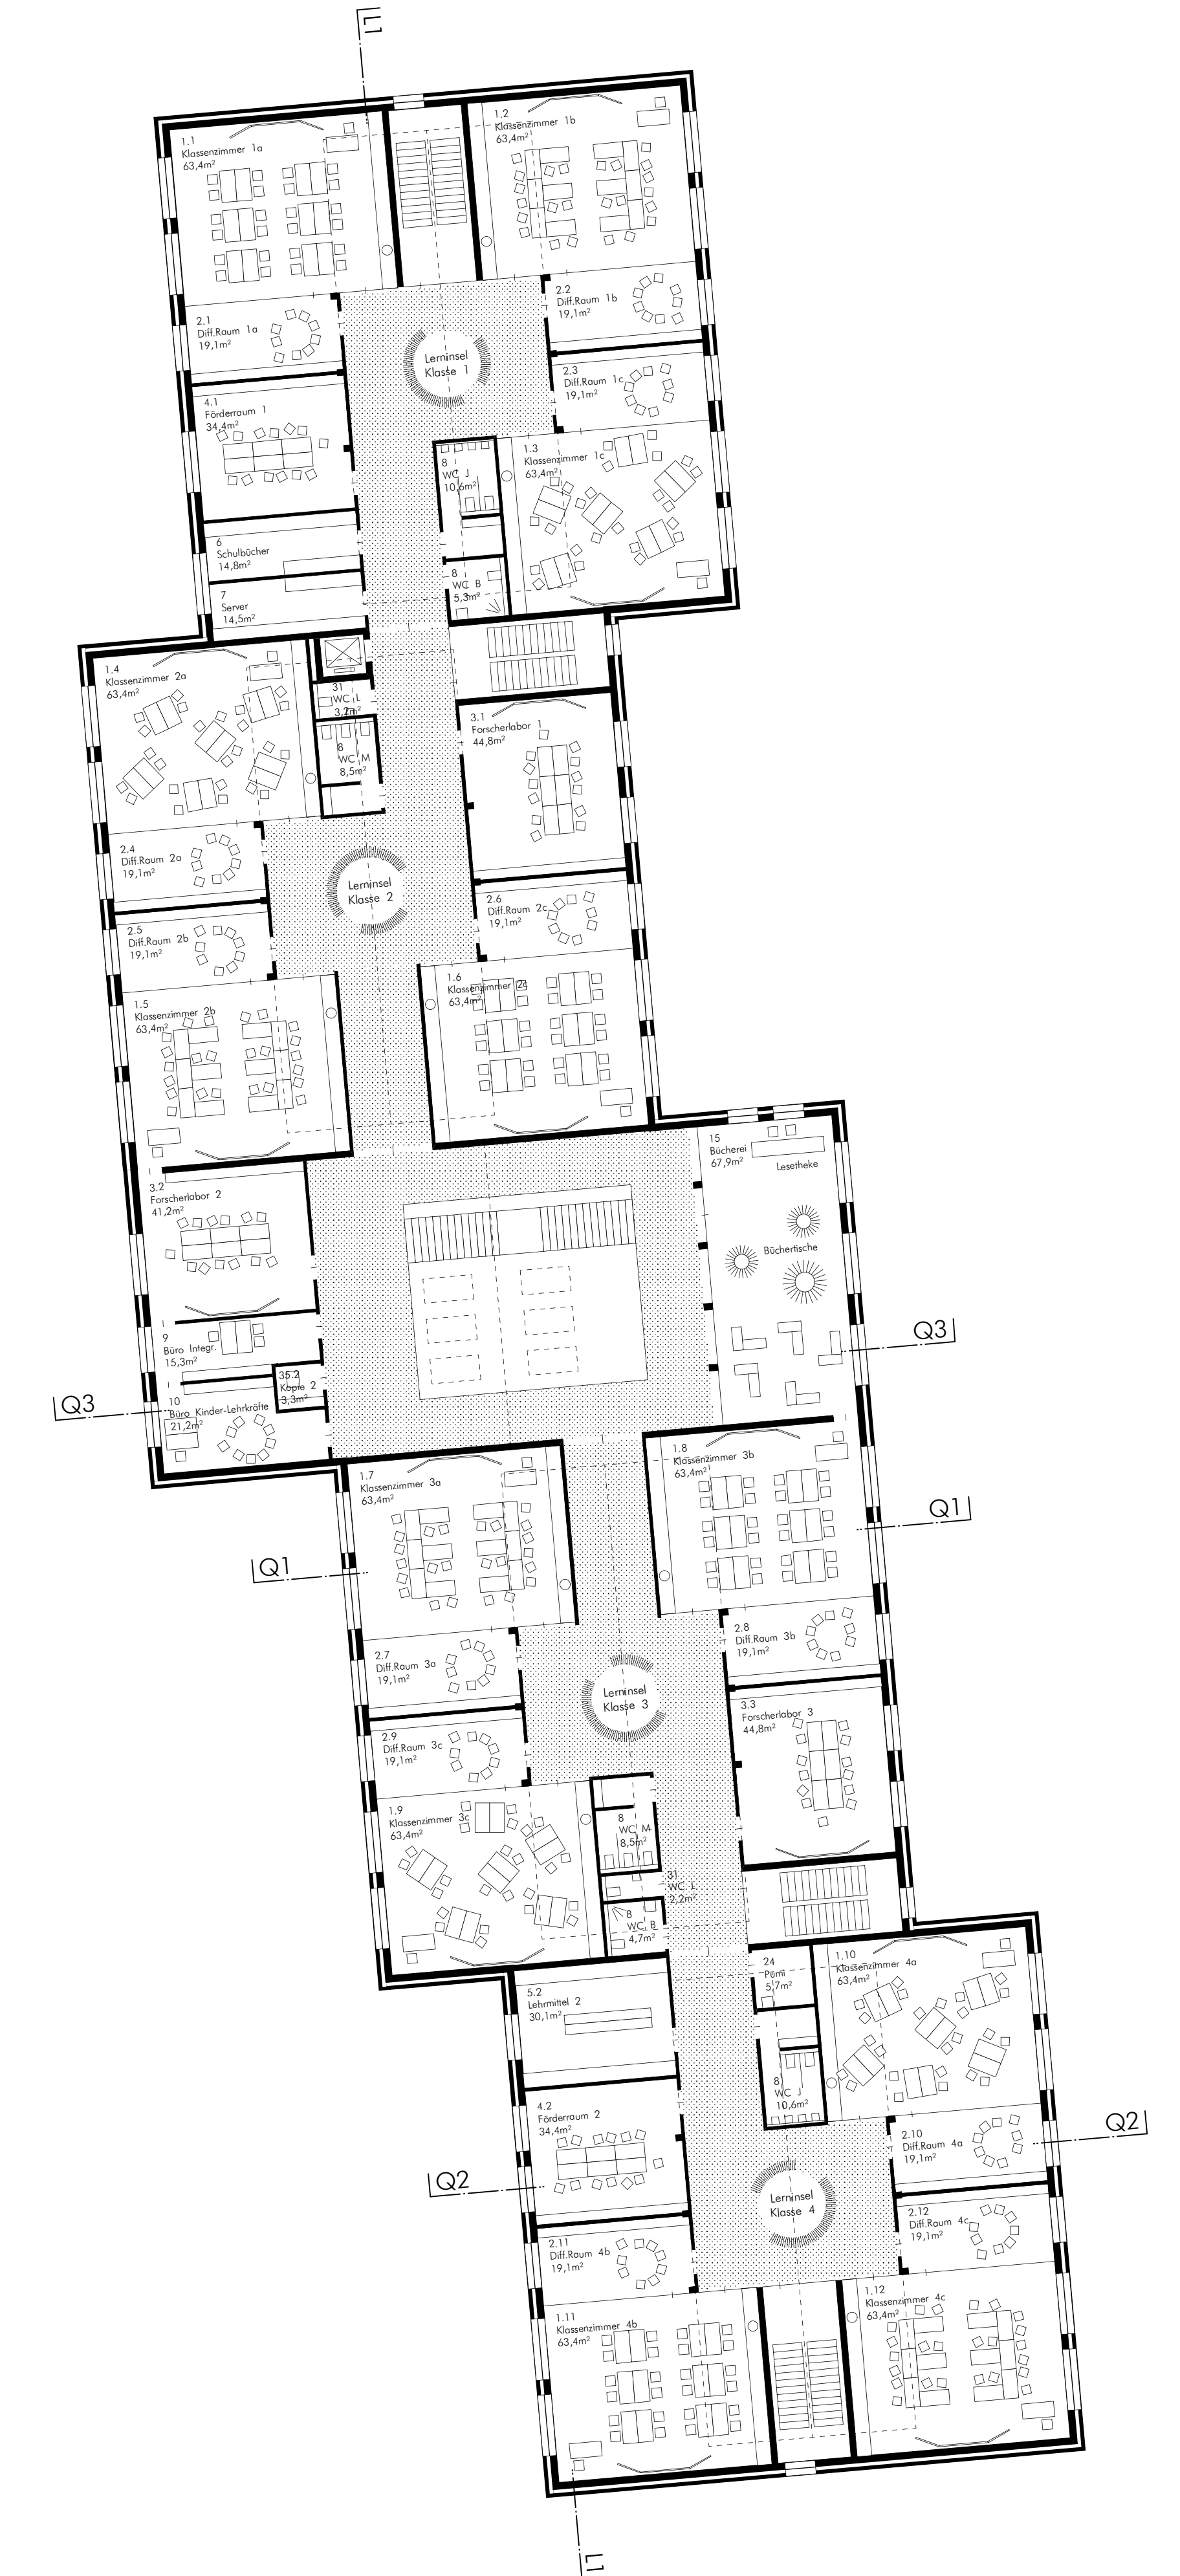 L1
1.1
Klassenzimmer 1a
63,4m²
1.2
Klassenzimmer 1b
63,4m²
2.1
Diff.Raum 1a
19,1m²
2.2
Diff.Raum 1b
19,1m²
Lerninsel
Klasse 1
2.3
Diff.Raum 1c
19,1m²
4.1
Förderraum 1
34,4m²
8
WC J
10,6m²
1.3
Klassenzimmer 1c
63,4m²
6
Schulbücher
14,8m²
8
WC B
5,3m²
7
Server
14,5m²
1.4
Klassenzimmer 2a
63,4m²
31
WC L
3,2m²
3.1
Forscherlabor 1
44,8m²
8
WC M
8,5m²
2.4
Diff.Raum 2a
19,1m²
Lerninsel
Klasse 2
2.5
Diff.Raum 2b
19,1m²
2.6
Diff.Raum 2c
19,1m²
1.5
Klassenzimmer 2b
63,4m²
1.6
Klassenzimmer 2c
63,4m²
15
Bücherei
67,9m²
Lesetheke
3.2
Forscherlabor 2
41,2m²
Büchertische
9
Büro Integr.
15,3m²
Q3
35.2
Kopie 2
3,3m²
Q3
10
Büro Kinder-Lehrkräfte
21,2m²
1.7
Klassenzimmer 3a
63,4m²
1.8
Klassenzimmer 3b
63,4m²
Q1
Q1
2.7
Diff.Raum 3a
19,1m²
2.8
Diff.Raum 3b
19,1m²
Lerninsel
Klasse 3
2.9
Diff.Raum 3c
19,1m²
3.3
Forscherlabor 3
44,8m²
1.9
Klassenzimmer 3c
63,4m²
8
WC M
8,5m²
31
WC L
2,2m²
8
WC B
4,7m²
5.2
Lehrmittel 2
30,1m²
24
Pumi
5,7m²
1.10
Klassenzimmer 4a
63,4m²
4.2
Förderraum 2
34,4m²
8
WC J
10,6m²
Q2
2.10
Diff.Raum 4a
19,1m²
Q2
Lerninsel
Klasse 4
2.11
Diff.Raum 4b
19,1m²
2.12
Diff.Raum 4c
19,1m²
1.11
Klassenzimmer 4b
63,4m²
1.12
Klassenzimmer 4c
63,4m²
L1